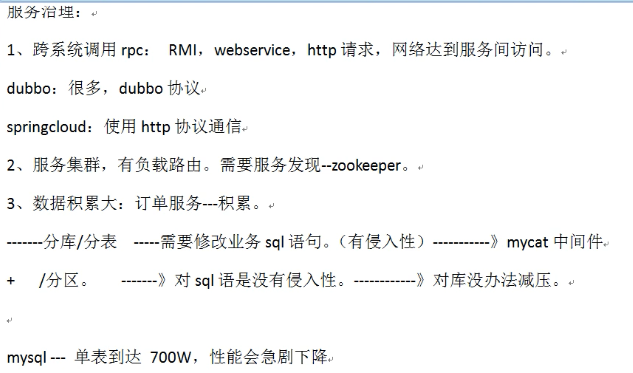 服务治理：
1、跨系统调用 rpc： RMI，webservice，http 请求，网络达到服务间访问。
dubbo：很多，dubbo 协议
springcloud：使用 http 协议通信
2、服务集群，有负载路由。需要服务发现--zookeeper。
3、数据积累大：订单服务---积累。
-------分库/分表 -----需要修改业务 sql 语句。（有侵入性）-----------》mycat 中间件
+ /分区。 -------》对 sql 语是没有侵入性。------------》对库没办法减压。
mysql --- 单表到达 700W，性能会急剧下降